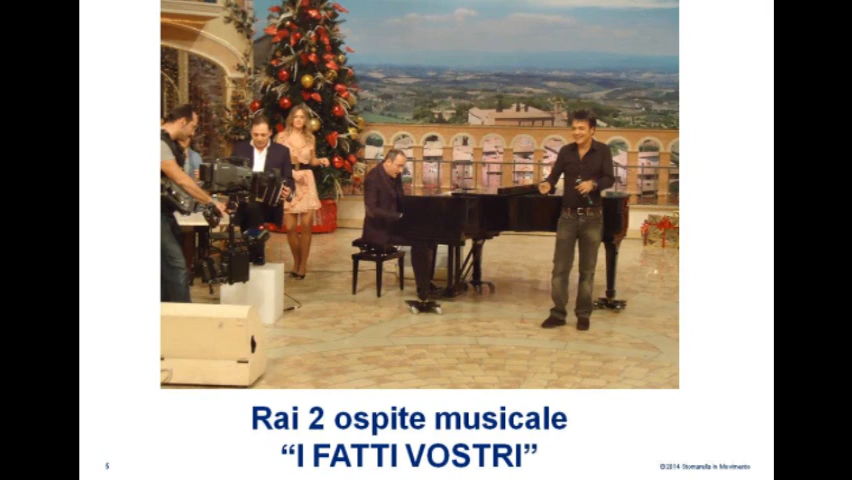 Rai 2 ospite musicale
“I FATTI VOSTRI”
5
©2014 Stornarella in Movimento